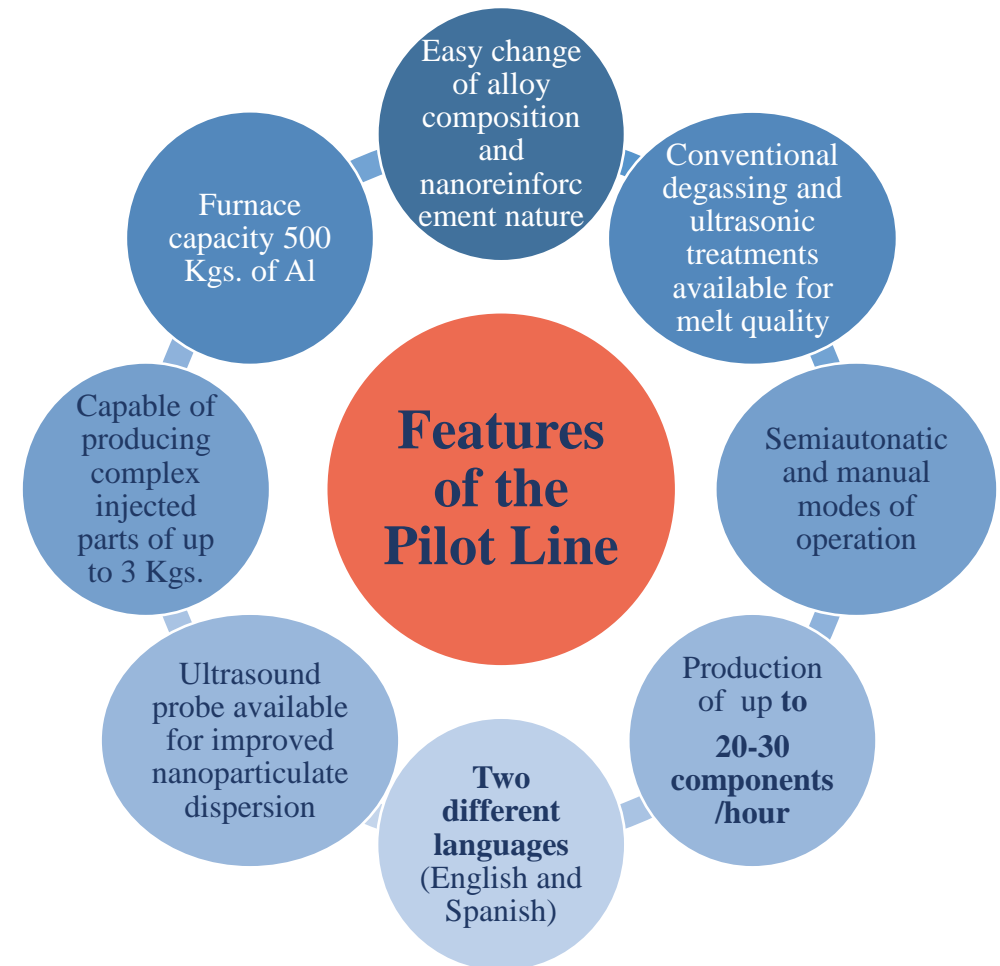 Easy change
of alloy
composition
and
nanoreinforc
ement nature
Conventional
degassing and
ultrasonic
treatments
available for
melt quality
Semiautonatic
and manual
modes of
operation
Production
of up to
20-30
components
/hour
Two
different
languages
(English and
Spanish)
Ultrasound
probe available
for improved
nanoparticulate
dispersion
Capable of
producing
complex
injected
parts of up
to 3 Kgs.
Furnace
capacity 500
Kgs. of Al
Features
of the
Pilot Line